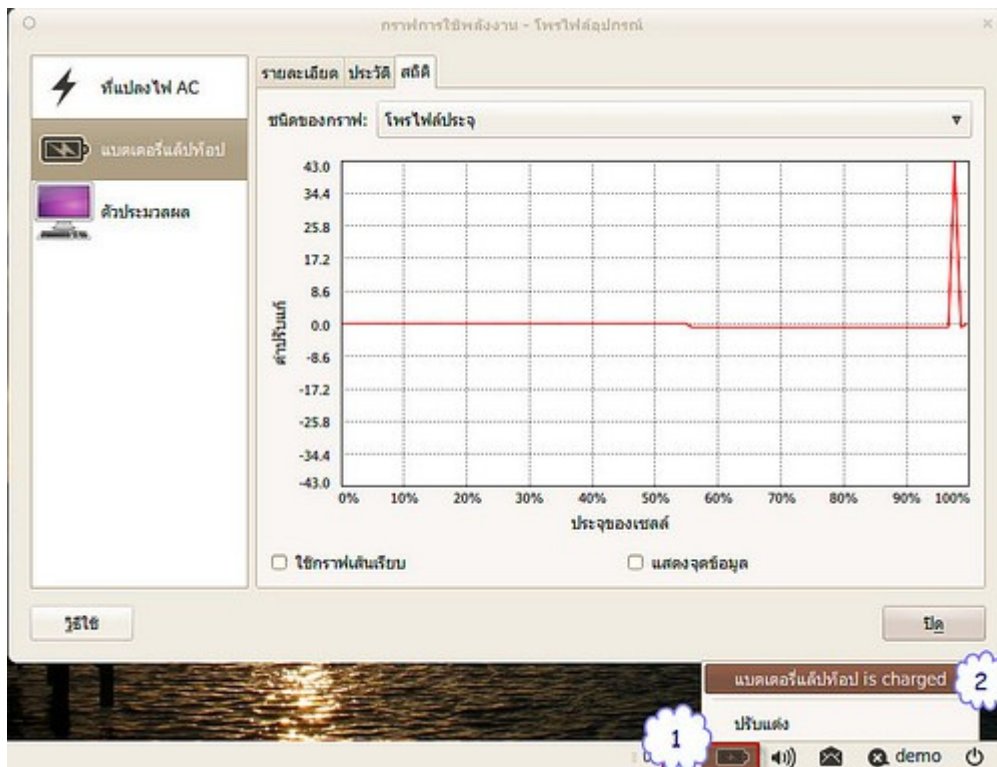 กราฟการใช้พลังงาน - โพรไฟล์อุปกรณ์
ที่แปลงไฟ AC
แบตเตอรี่แล็ปท็อป
ตัวประมวลผล
รายละเอียด ประวัติ สถิติ
ชนิดของกราฟ: โพรไฟล์ประจุ
43.0
34.4
25.8
17.2
8.6
0.0
-8.6
-17.2
-25.8
-34.4
-43.0
ค่าปรับแก้
0% 10% 20% 30% 40% 50% 60% 70% 80% 90% 100%
ประจุของเซลล์
ใช้กราฟเส้นเรียบ
แสดงจุดข้อมูล
วิธีใช้
ปิด
แบตเตอรี่แล็ปท็อป is charged
2
ปรับแต่ง
1
demo